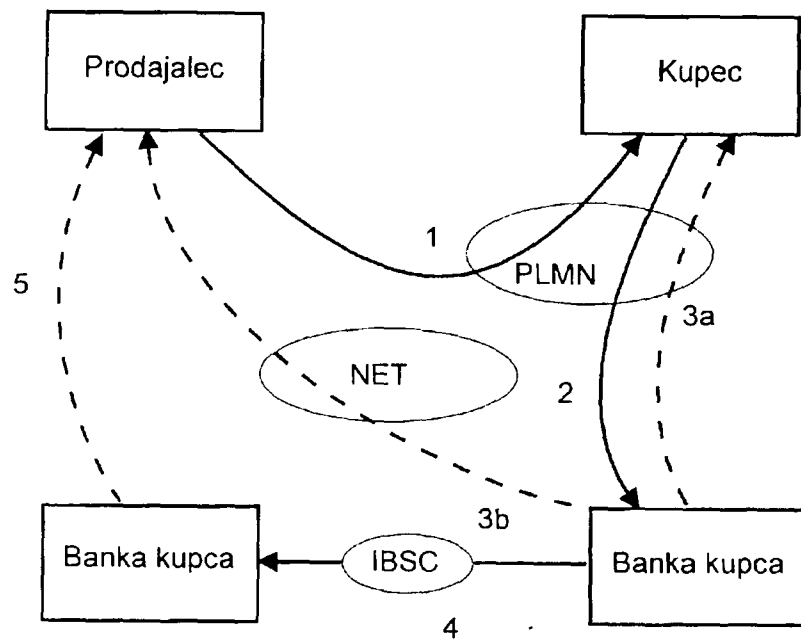 Prodajalec
Kupec
1
PLMN
5
3a
NET
2
3b
Banka kupca
IBSC
Banka kupca
4